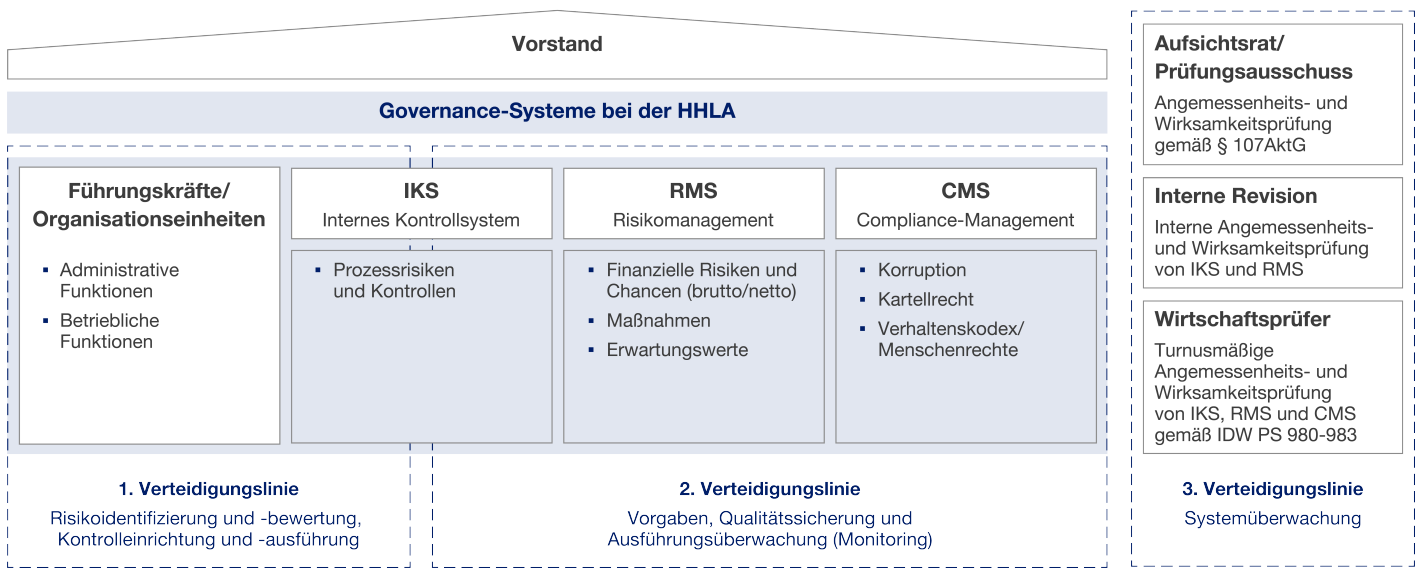 Vorstand
Governance-Systeme bei der HHLA
Führungskräfte/
Organisationseinheiten
▪ Administrative
Funktionen
▪ Betriebliche
Funktionen
IKS
Internes Kontrollsystem
▪ Prozessrisiken
und Kontrollen
RMS
Risikomanagement
▪ Finanzielle Risiken und
Chancen (brutto/netto)
▪ Maßnahmen
▪ Erwartungswerte
CMS
Compliance-Management
▪ Korruption
▪ Kartellrecht
▪ Verhaltenskodex/
Menschenrechte
1. Verteidigungslinie
Risikoidentifizierung und -bewertung,
Kontrolleinrichtung und -ausführung
2. Verteidigungslinie
Vorgaben, Qualitätssicherung und
Ausführungsüberwachung (Monitoring)
Aufsichtsrat/
Prüfungsausschuss
Angemessenheits- und
Wirksamkeitsprüfung
gemäß § 107AktG
Interne Revision
Interne Angemessenheits-
und Wirksamkeitsprüfung
von IKS und RMS
Wirtschaftsprüfer
Turnusmäßige
Angemessenheits- und
Wirksamkeitsprüfung
von IKS, RMS und CMS
gemäß IDW PS 980-983
3. Verteidigungslinie
Systemüberwachung